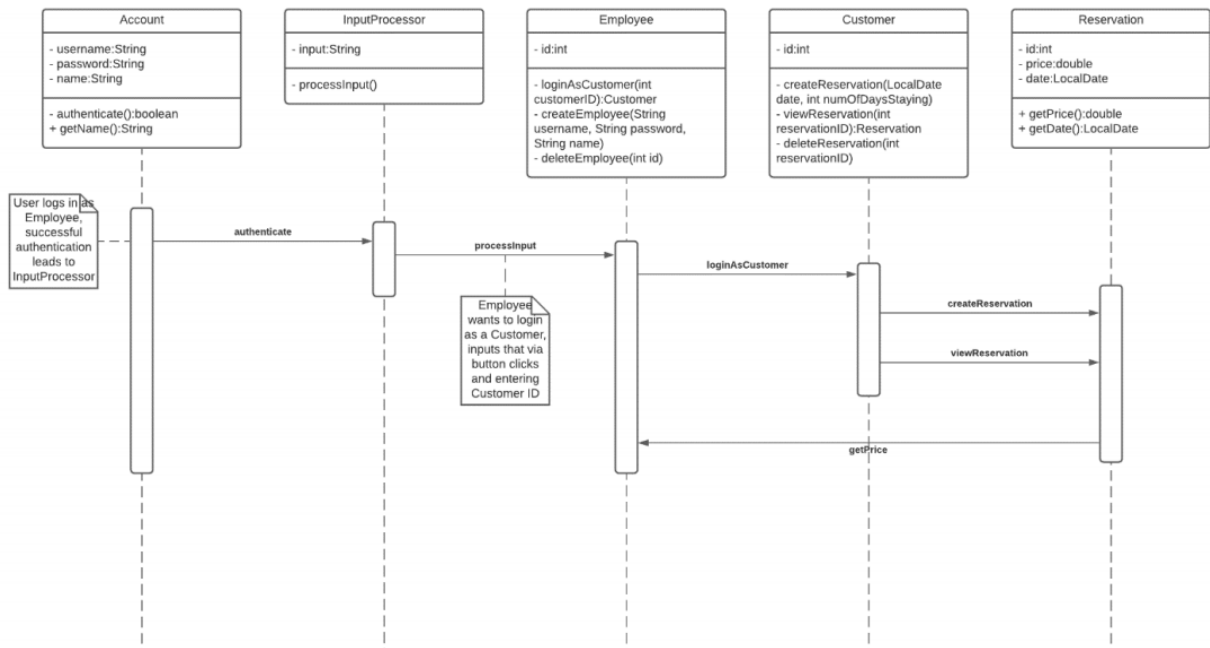 Account
- username:String
- password:String
- name:String
- authenticate():boolean
+ getName():String
InputProcessor
- input:String
- processInput()
Employee
- id:int
- loginAsCustomer(int
customerID):Customer
- createEmployee(String
username, String password,
String name)
- deleteEmployee(int id)
Customer
- id:int
- createReservation(LocalDate
date, int numOfDaysStaying)
- viewReservation(int
reservationID):Reservation
- deleteReservation(int
reservationID)
Reservation
- id:int
- price:double
- date:LocalDate
+ getPrice():double
+ getDate():LocalDate
User logs in as
Employee,
successful
authentication
leads to
InputProcessor
authenticate
processInput
Employee
wants to login
as a Customer,
inputs that via
button clicks
and entering
Customer ID
loginAsCustomer
createReservation
viewReservation
getPrice